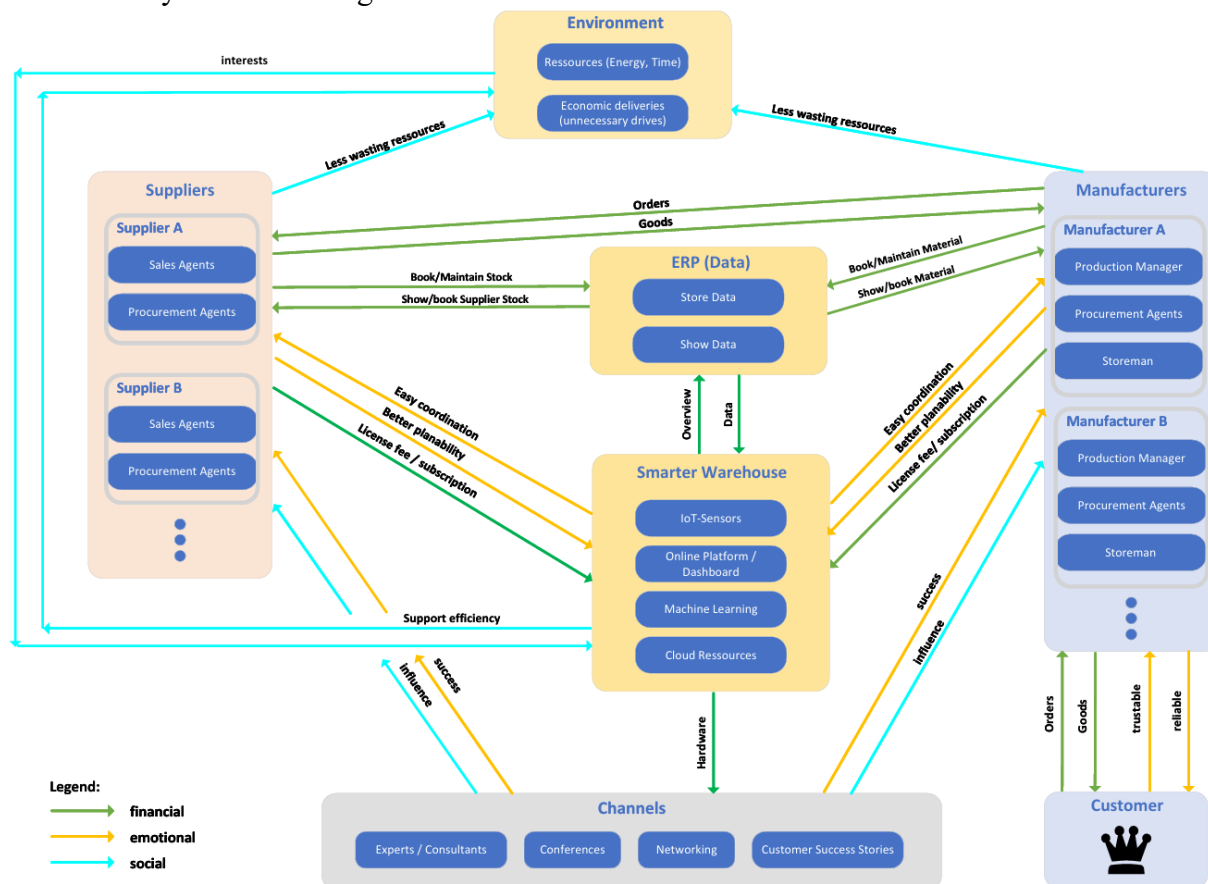 Environment
Ressources (Energy, Time)
Economic deliveries
(unnecessary drives)
interests
Less wasting ressources
Less wasting ressources
Suppliers
Supplier A
Sales Agents
Procurement Agents
Supplier B
Sales Agents
Procurement Agents
Orders
Goods
Book/Maintain Stock
Show/book Supplier Stock
ERP (Data)
Store Data
Show Data
Book/Maintain Material
Show/book Material
Manufacturers
Manufacturer A
Production Manager
Procurement Agents
Storeman
Manufacturer B
Production Manager
Procurement Agents
Storeman
Easy coordination
Better planability
License fee/ subscription
Overview
Data
Easy coordination
Better planability
License fee/ subscription
Smarter Warehouse
IoT-Sensors
Online Platform /
Dashboard
Machine Learning
Cloud Ressources
Support efficiency
success
influence
success
influence
Hardware
Orders
Goods
trustable
reliable
Legend:
financial
emotional
social
Channels
Experts / Consultants
Conferences
Networking
Customer Success Stories
Customer